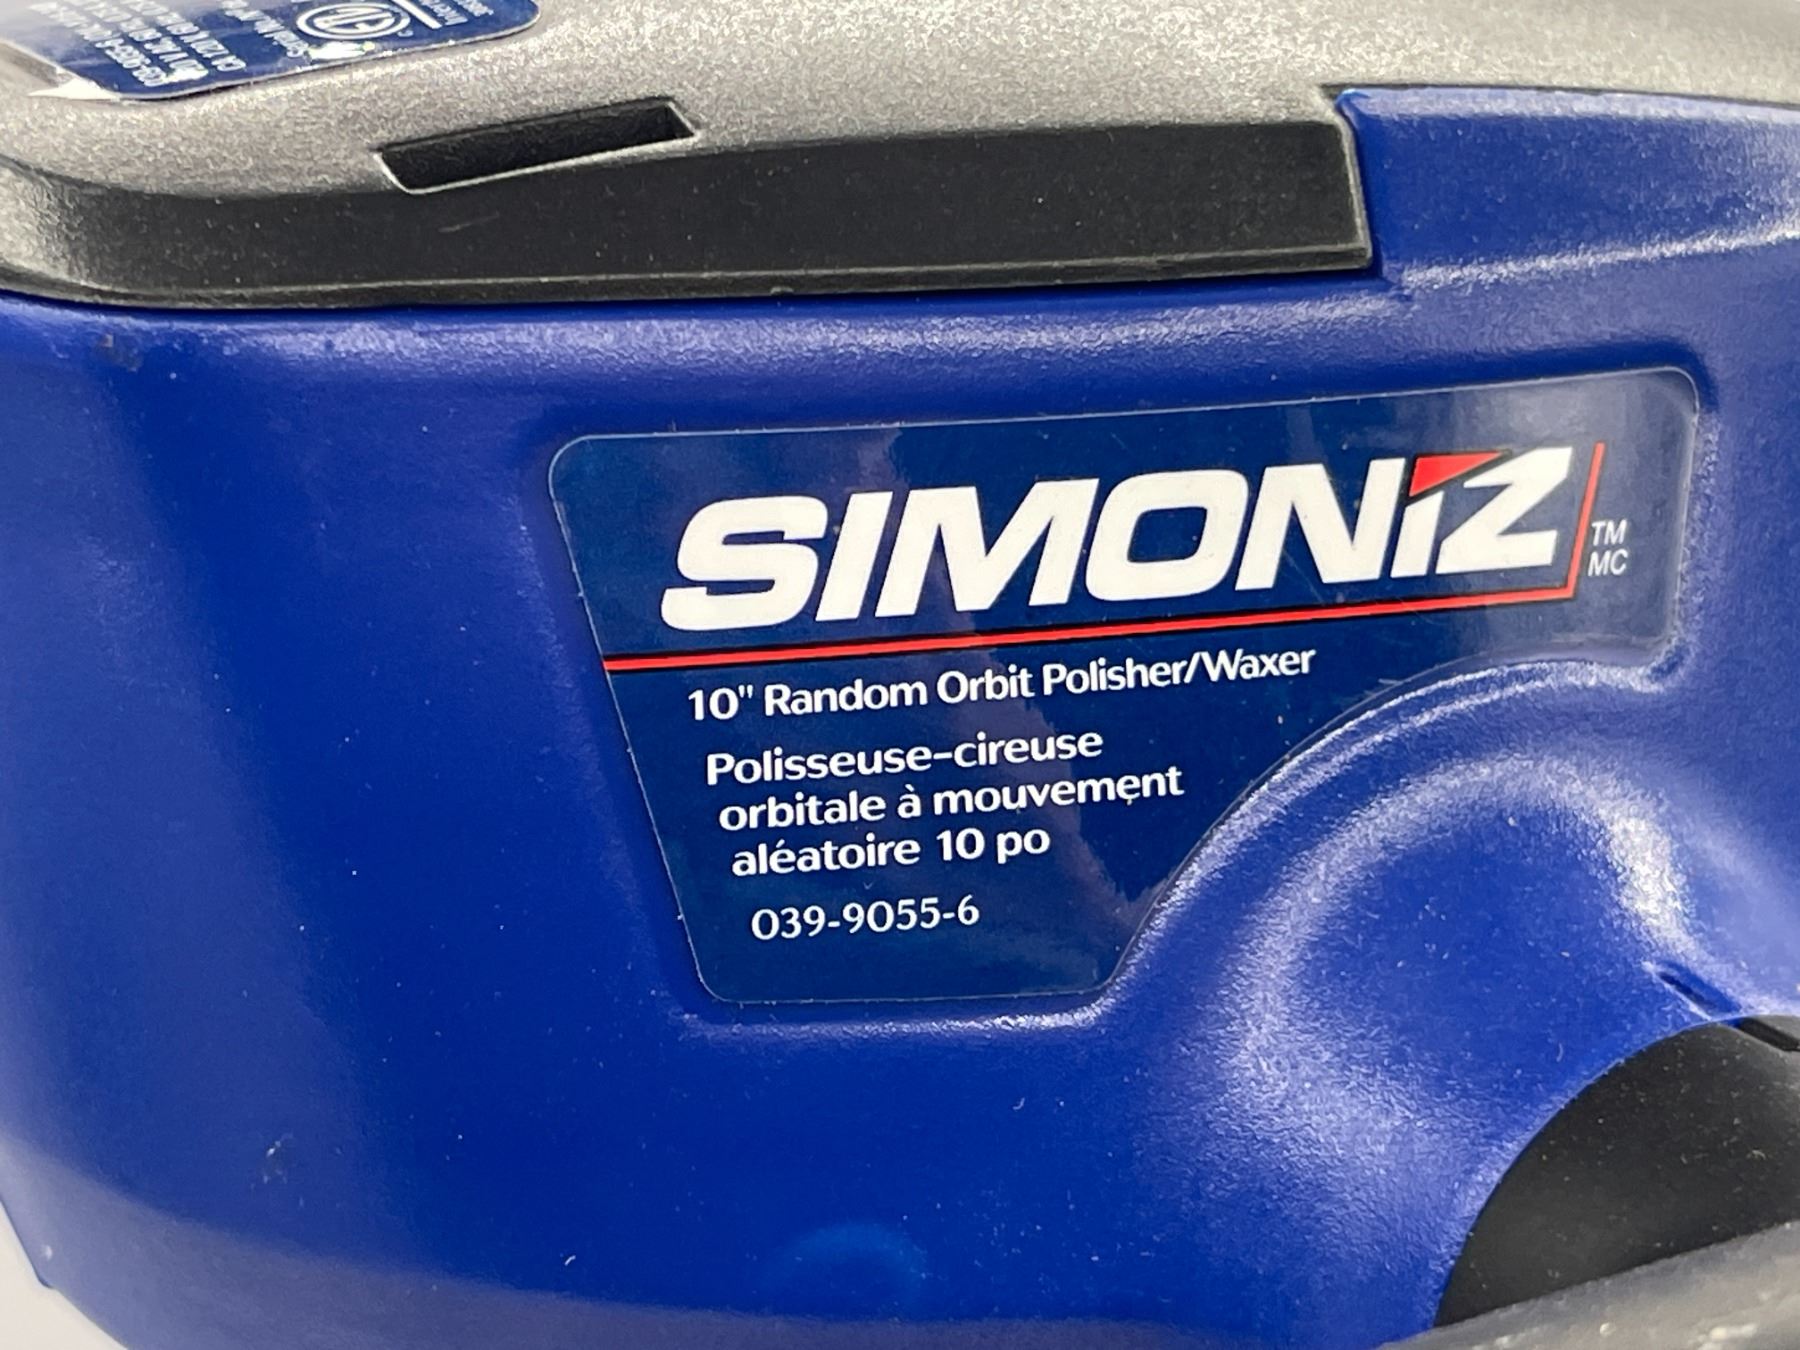 SIMONIZ
TM
MC
10" Random Orbit Polisher/Waxer
Polisseuse-cireuse
orbitale à mouvement
aléatoire 10 po
039-9055-6